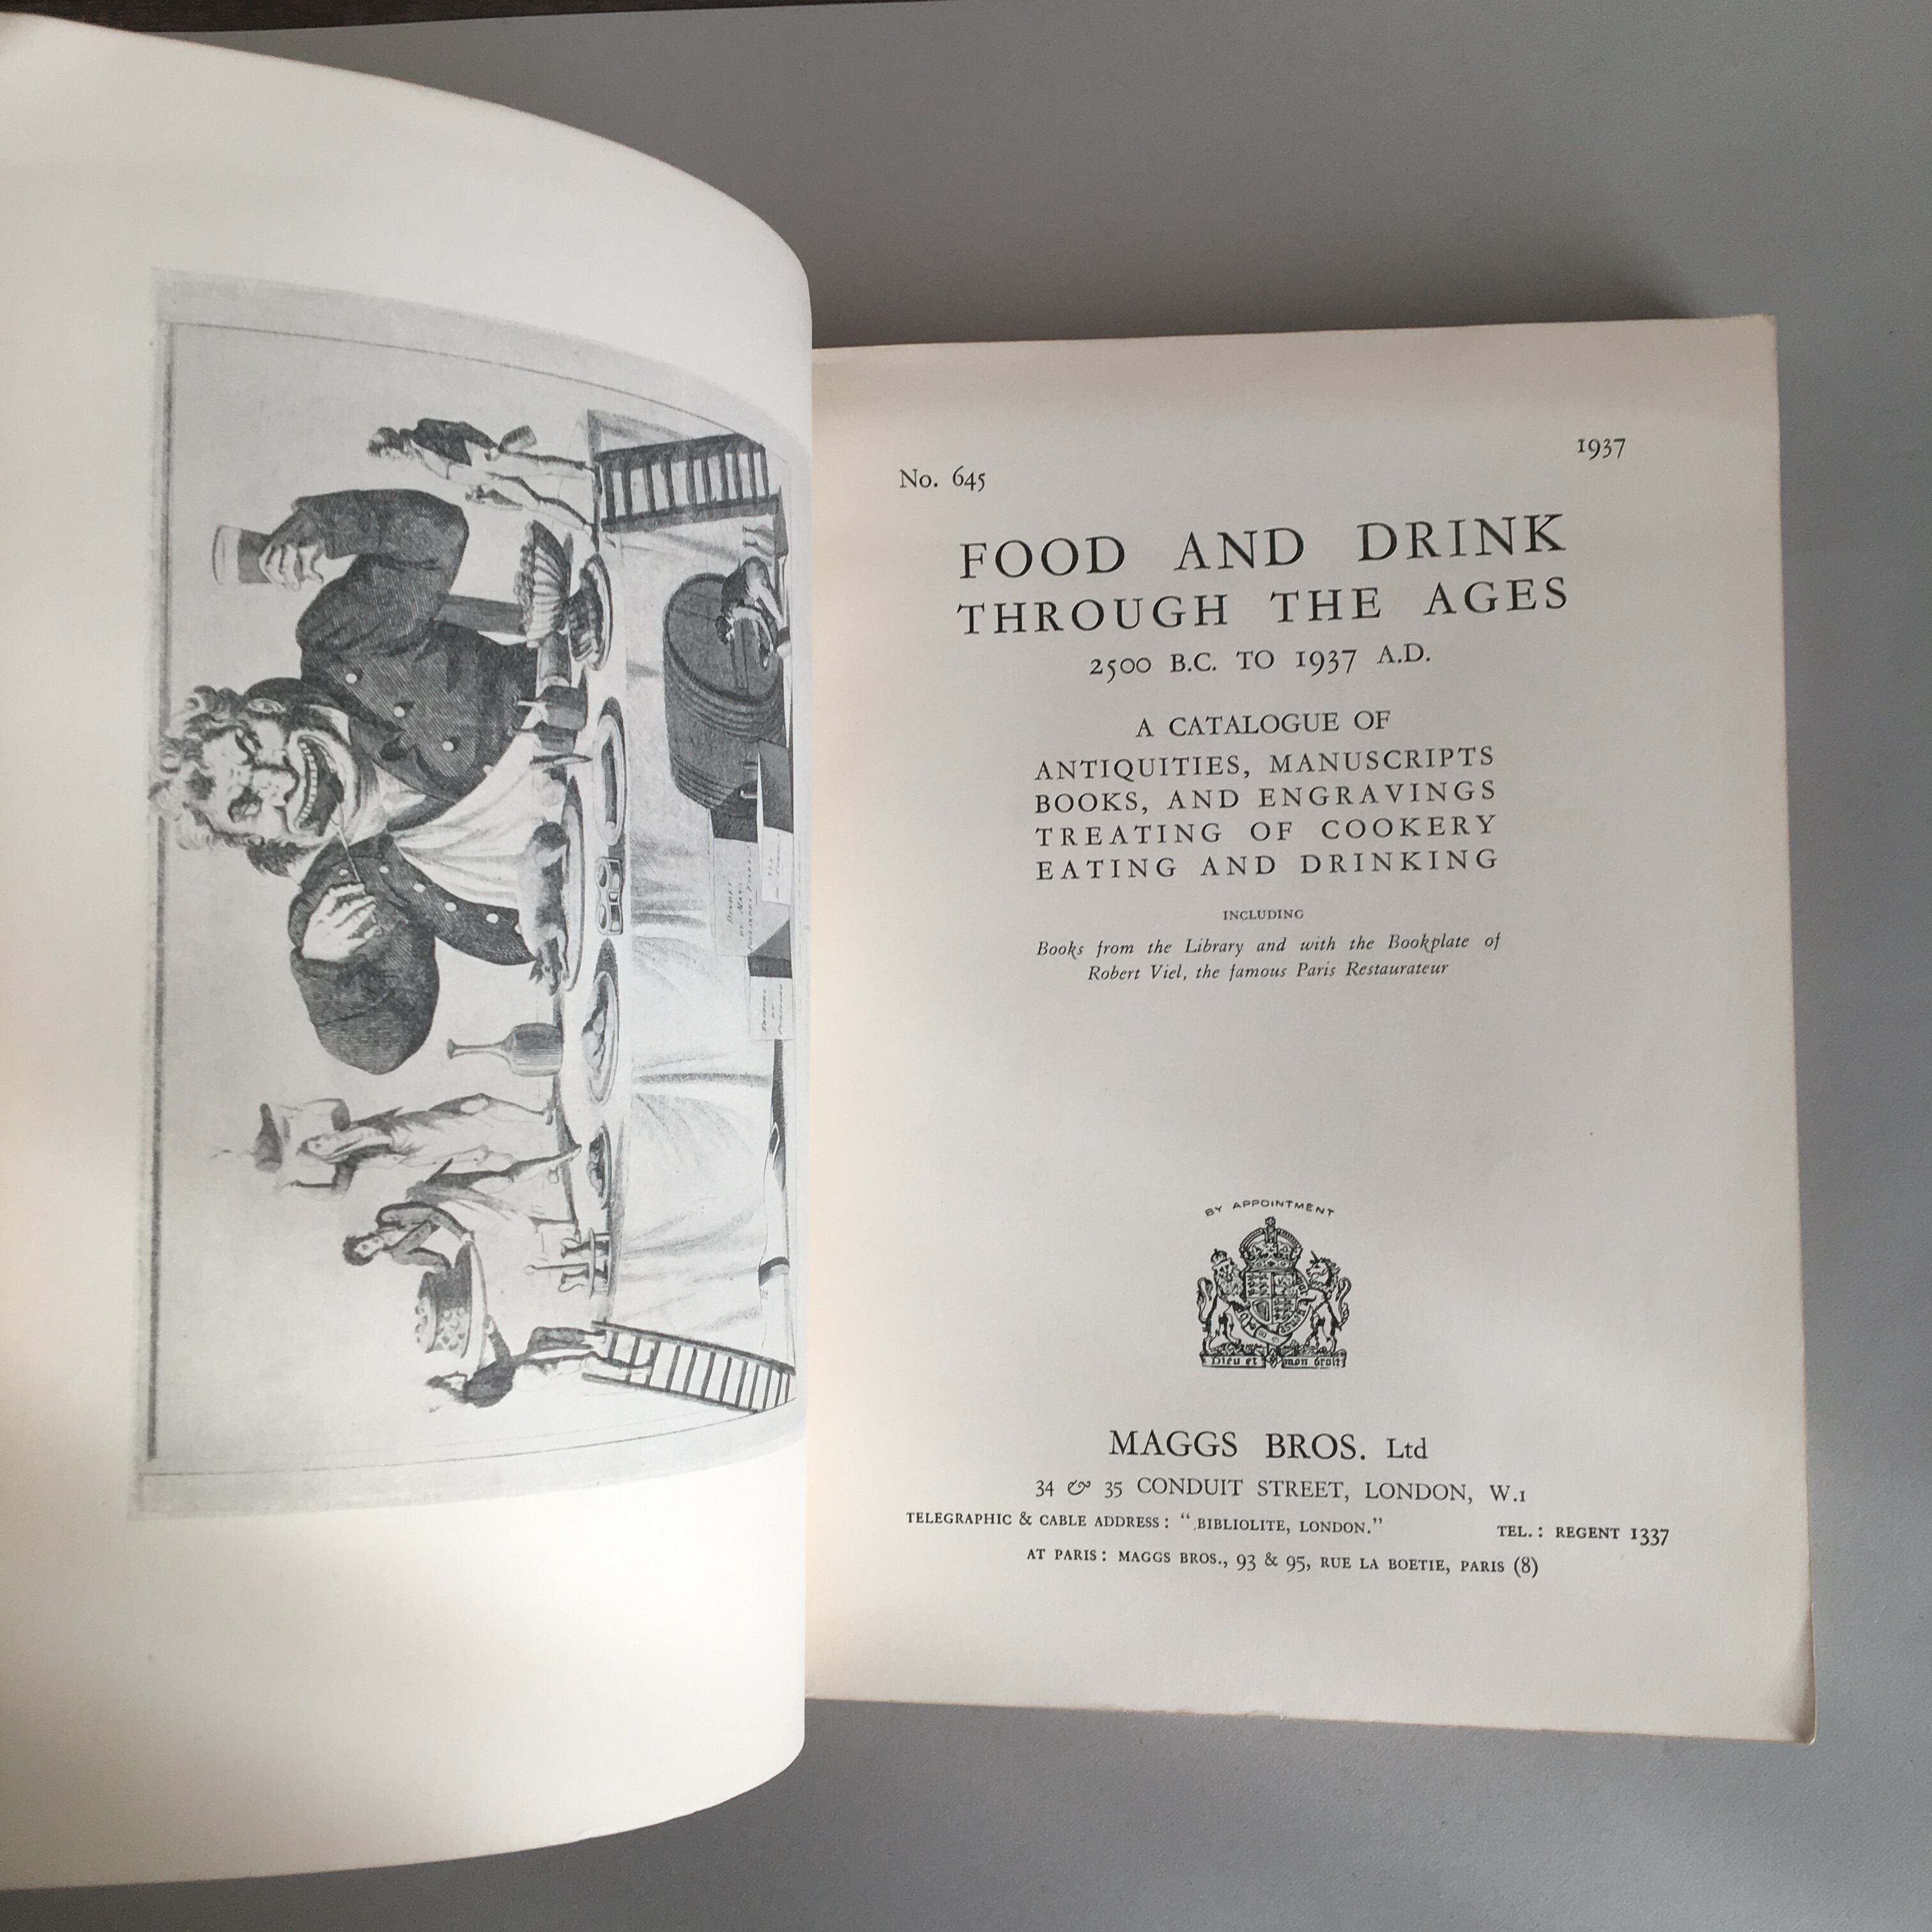 1937
No. 645
FOOD AND DRINK
THROUGH THE AGES
2500 B.C. TO 1937 A.D.
A CATALOGUE OF
ANTIQUITIES, MANUSCRIPTS
BOOKS, AND ENGRAVINGS
TREATING OF COOKERY
EATING AND DRINKING
INCLUDING
Books from the Library and with the Bookplate of
Robert Viel, the famous Paris Restaurateur
BY APPOINTMENT
Dieu et mon droit
MAGGS BROS. Ltd
34 & 35 CONDUIT STREET, LONDON, W.1
TELEGRAPHIC & CABLE ADDRESS: "BIBLIOLITE, LONDON." TEL.: REGENT 1337
AT PARIS: MAGGS BROS., 93 & 95, RUE LA BOETIE, PARIS (8)